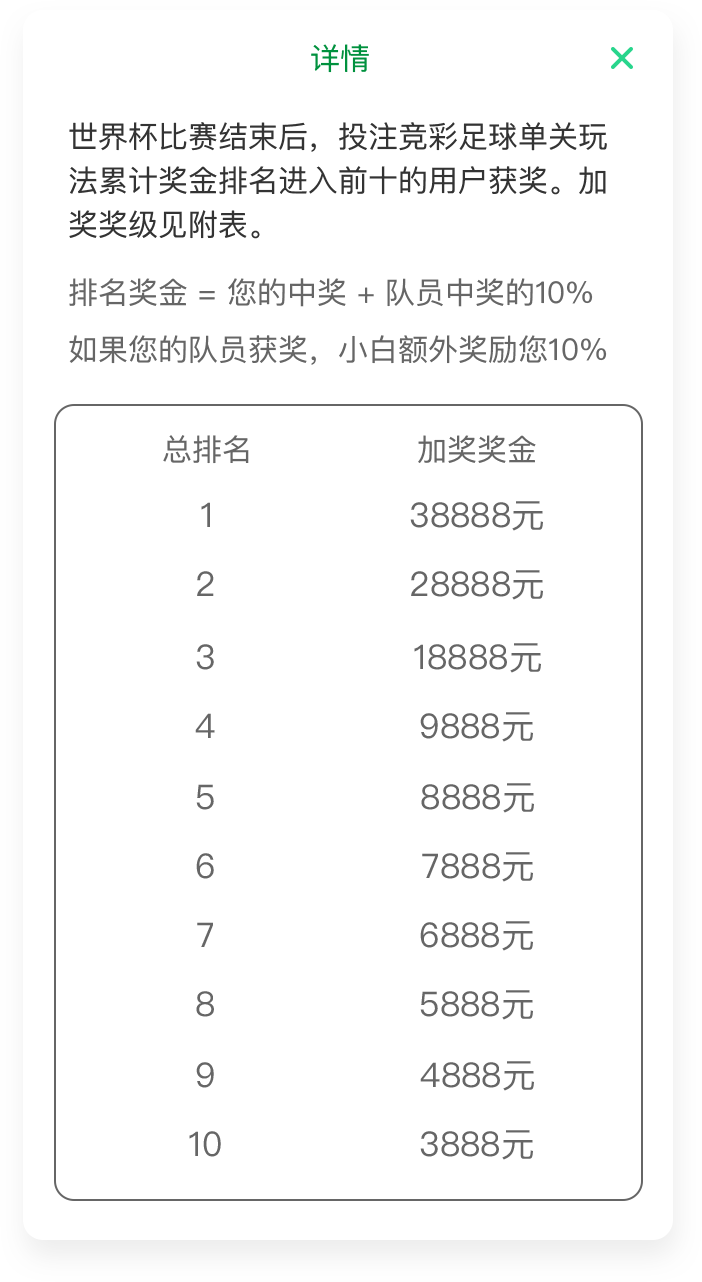 详情
世界杯比赛结束后，投注竞彩足球单关玩
法累计奖金排名进入前十的用户获奖。加
奖奖级见附表。
排名奖金 = 您的中奖 + 队员中奖的10%
如果您的队员获奖，小白额外奖励您10%
总排名 加奖奖金
1 38888元
2 28888元
3 18888元
4 9888元
5 8888元
6 7888元
7 6888元
8 5888元
9 4888元
10 3888元